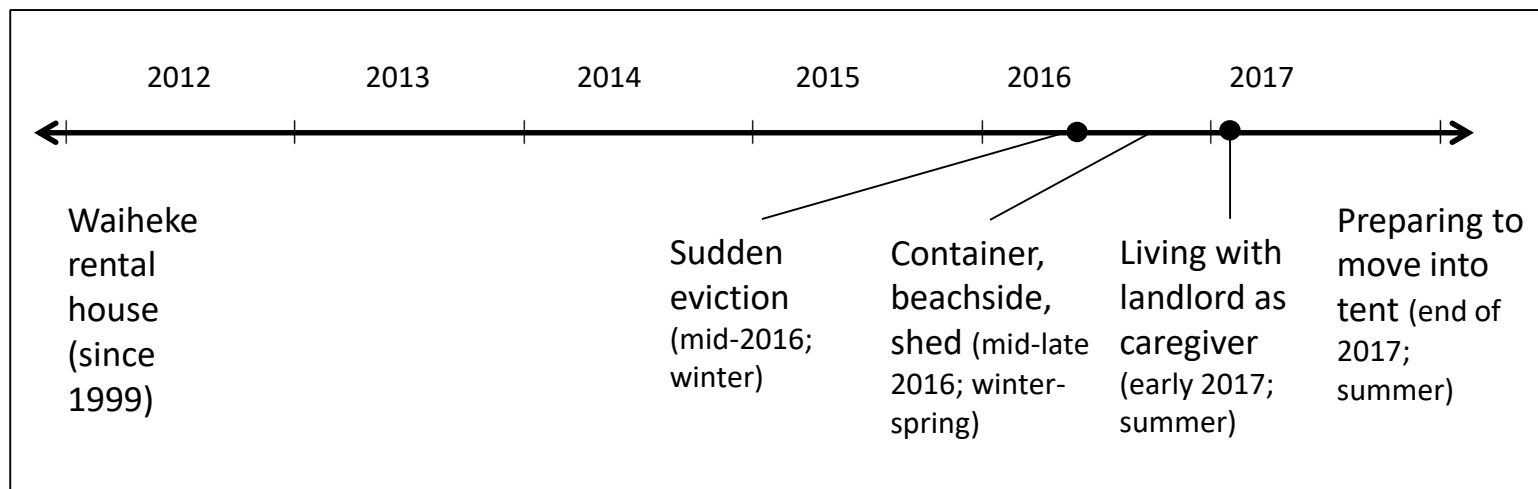 2012 2013 2014 2015 2016 2017
Waiheke
rental
house
(since
1999)
Sudden
eviction
(mid-2016;
winter)
Container,
beachside,
shed (mid-late
2016; winter-
spring)
Living with
landlord as
caregiver
(early 2017;
summer)
Preparing to
move into
tent (end of
2017;
summer)